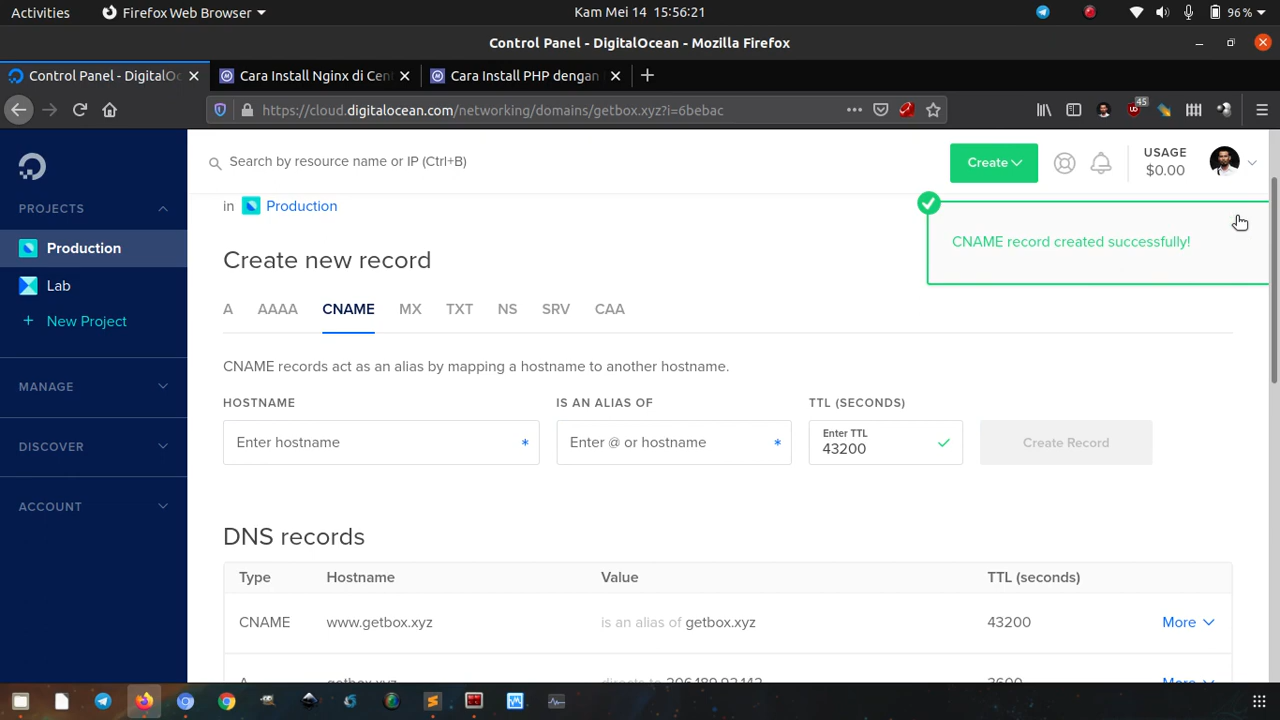 Activities
Firefox Web Browser
Kam Mei 14 15:56:21
96 %
Control Panel - DigitalOcean - Mozilla Firefox
Control Panel - DigitalOc
Cara Install Nginx di Cen
Cara Install PHP dengan
https://cloud.digitalocean.com/networking/domains/getbox.xyz?i=6bebac
45
Search by resource name or IP (Ctrl+B)
Create
USAGE
$0.00
PROJECTS
Production
Lab
+ New Project
MANAGE
DISCOVER
ACCOUNT
in Production
CNAME record created successfully!
Create new record
A AAAA CNAME MX TXT NS SRV CAA
CNAME records act as an alias by mapping a hostname to another hostname.
HOSTNAME
IS AN ALIAS OF
TTL (SECONDS)
Enter hostname *
Enter @ or hostname *
Enter TTL
43200
Create Record
DNS records
Type Hostname Value TTL (seconds)
CNAME www.getbox.xyz is an alias of getbox.xyz 43200 More
A getbox.xyz directs to 3600 More